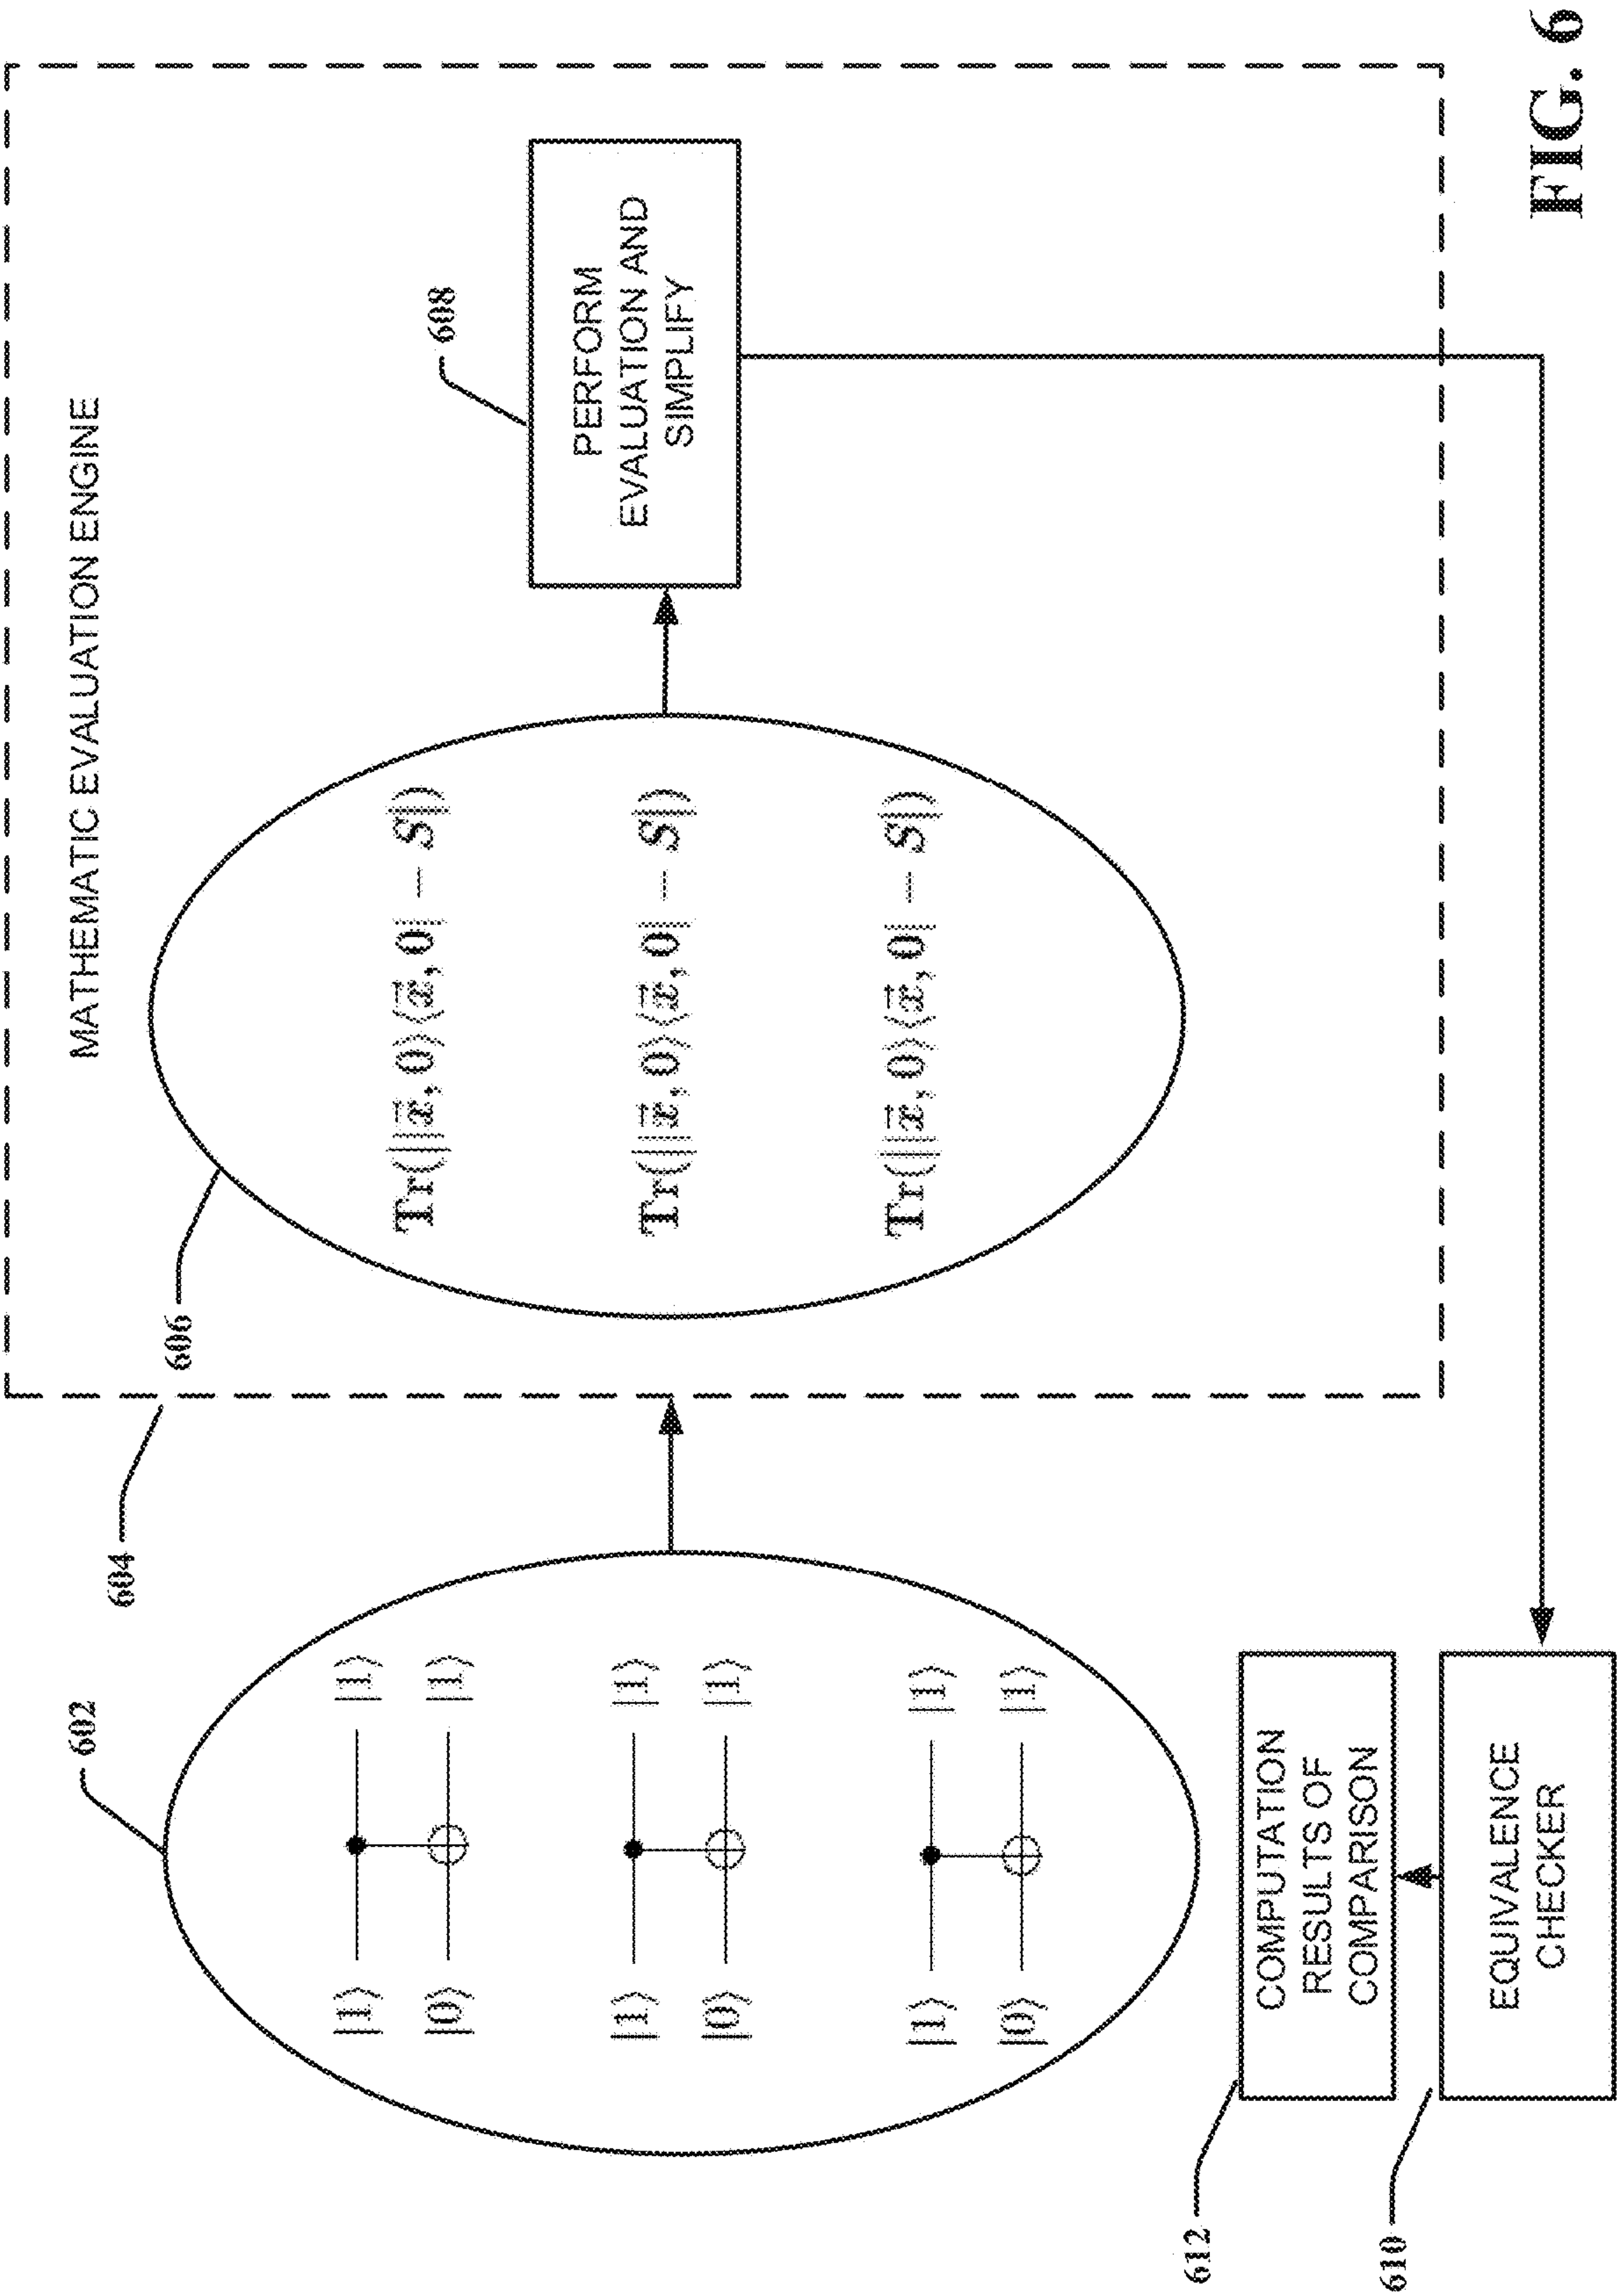 602
|1⟩ |1⟩
|0⟩ |1⟩
|1⟩ |1⟩
|0⟩ |1⟩
|1⟩ |1⟩
|0⟩ |1⟩
604
MATHEMATIC EVALUATION ENGINE
606
Tr(||x⃗, 0⟩⟨x⃗, 0| − S|)
Tr(||x⃗, 0⟩⟨x⃗, 0| − S|)
Tr(||x⃗, 0⟩⟨x⃗, 0| − S|)
608
PERFORM
EVALUATION AND
SIMPLIFY
612
COMPUTATION
RESULTS OF
COMPARISON
610
EQUIVALENCE
CHECKER
FIG. 6